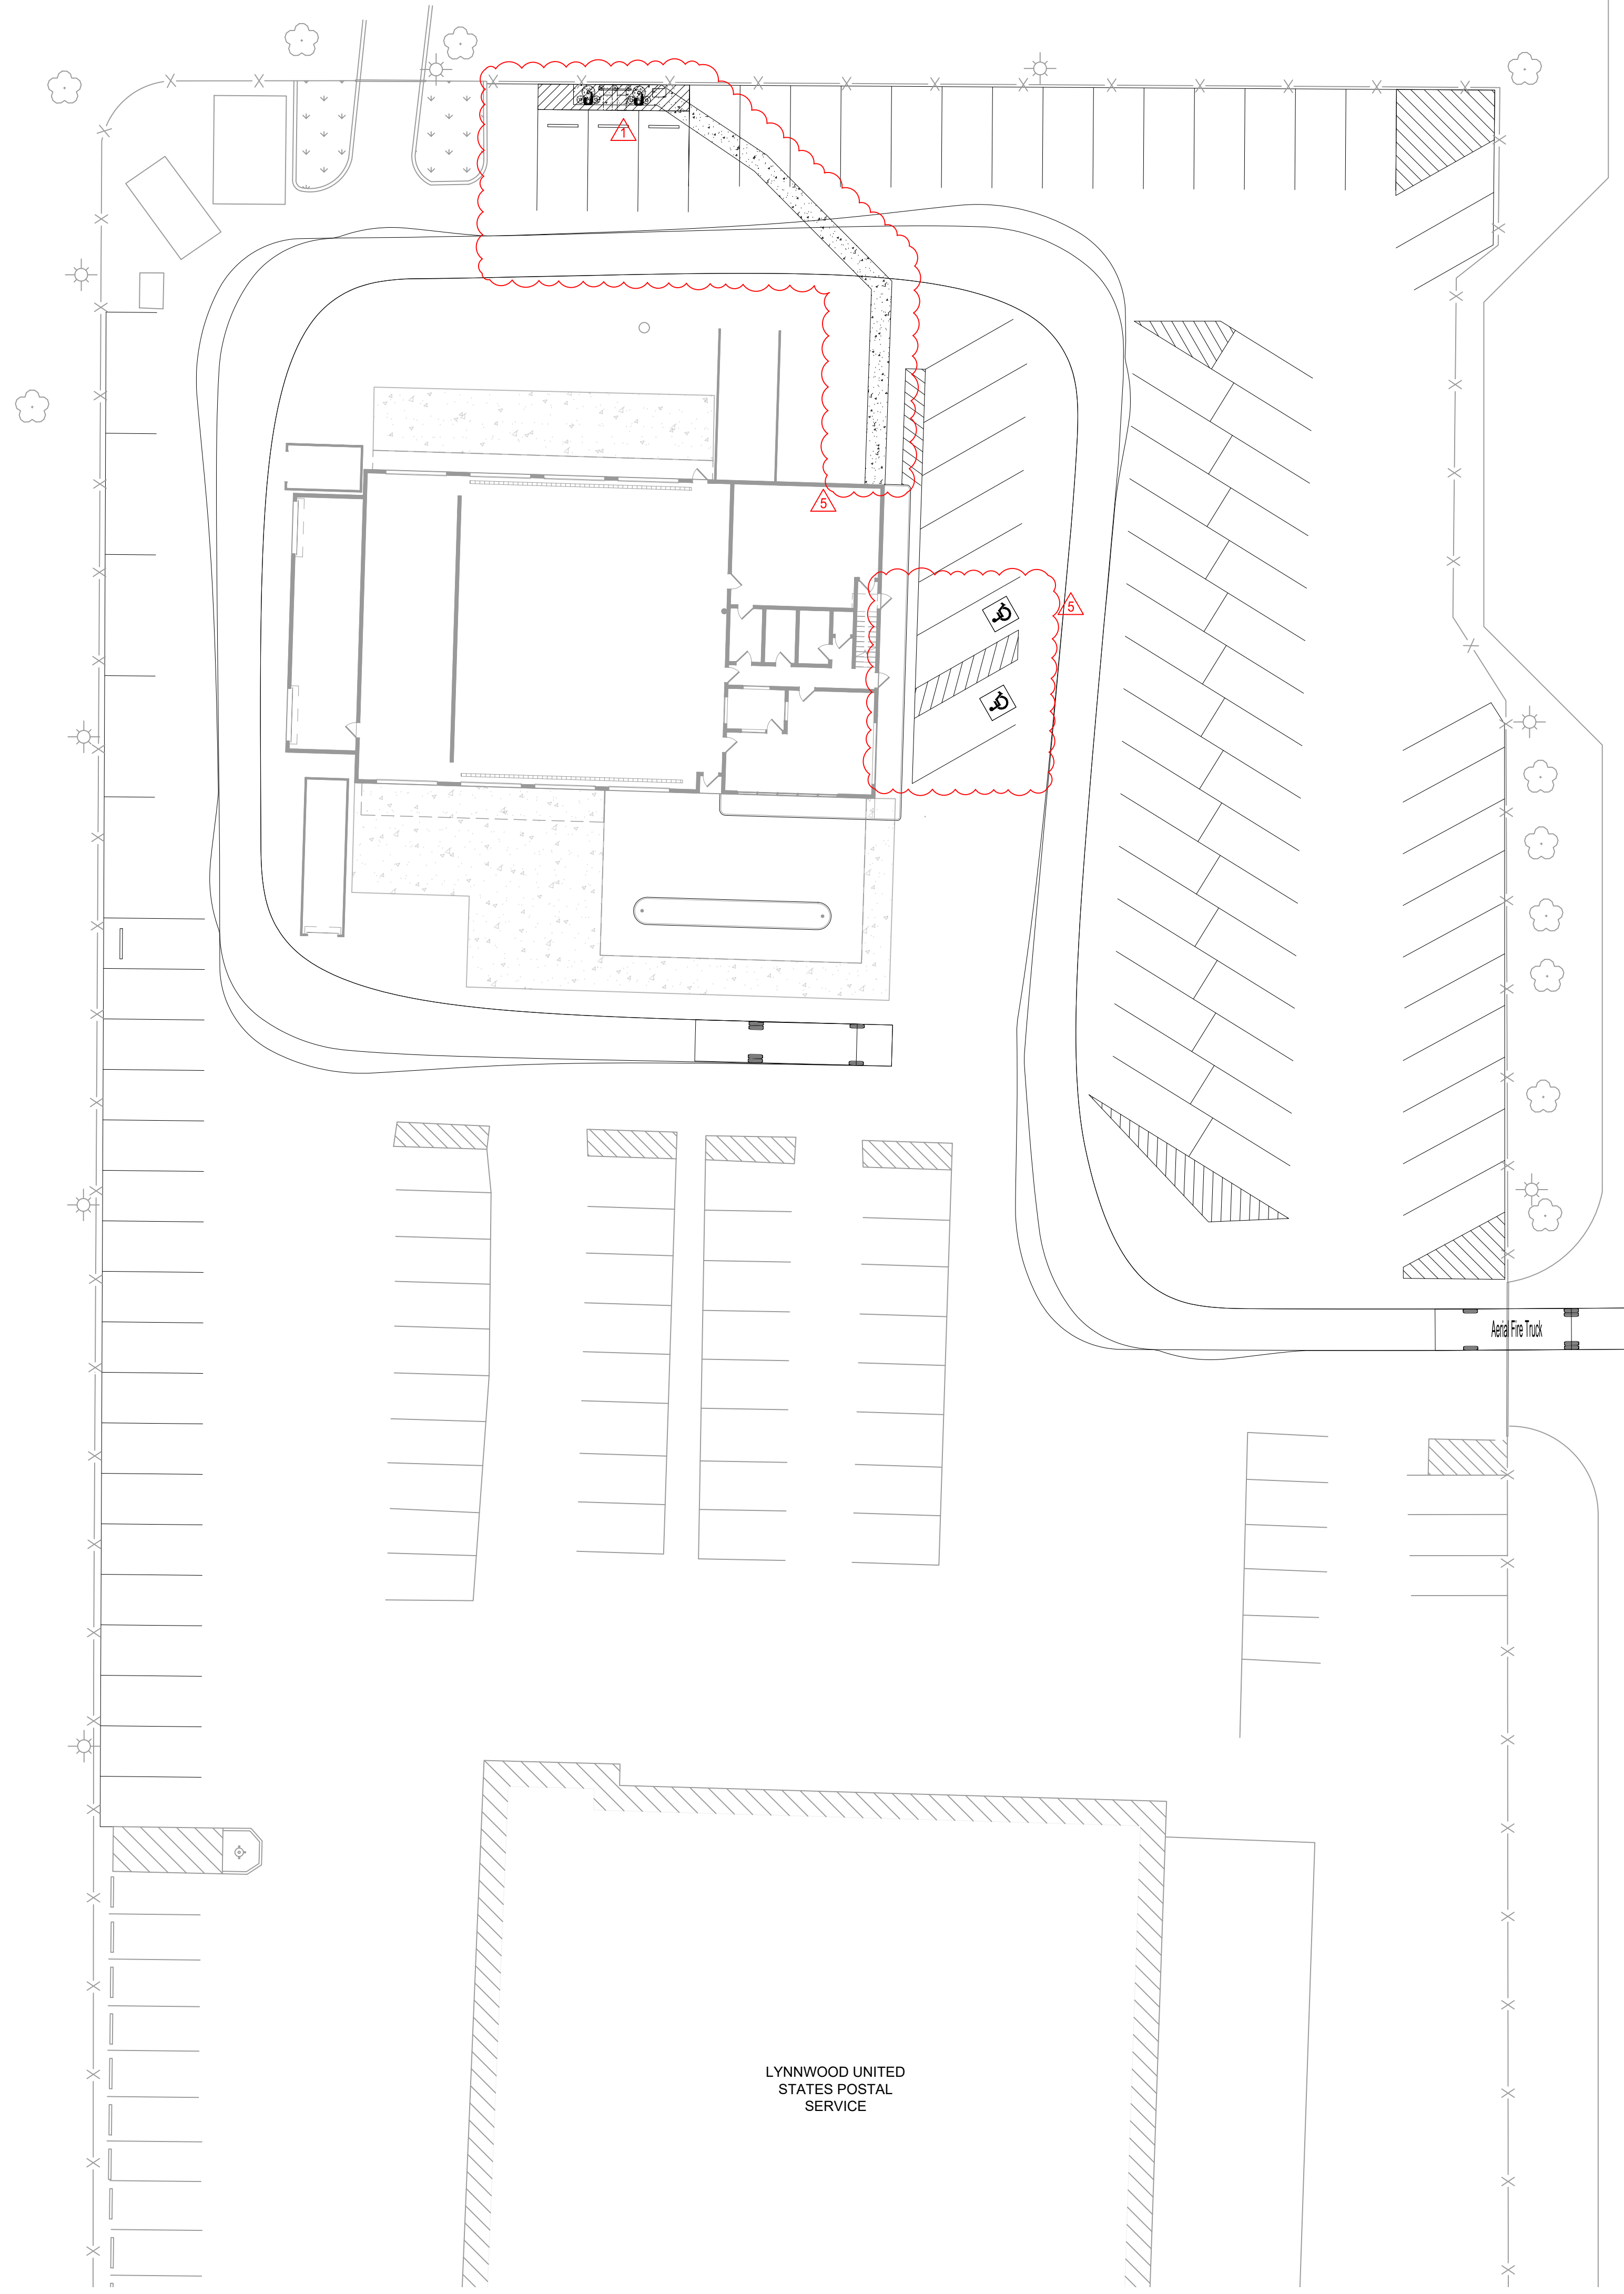 1
5
5
Aerial Fire Truck
LYNNWOOD UNITED
STATES POSTAL
SERVICE